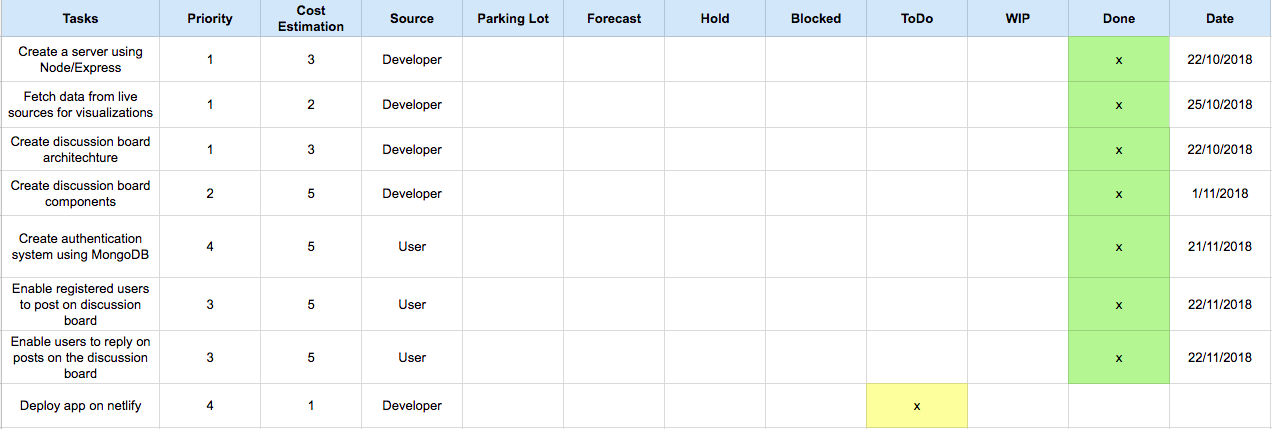 Tasks Priority Cost Estimation Source Parking Lot Forecast Hold Blocked ToDo WIP Done Date
Create a server using
Node/Express 1 3 Developer x 22/10/2018
Fetch data from live
sources for visualizations 1 2 Developer x 25/10/2018
Create discussion board
architechture 1 3 Developer x 22/10/2018
Create discussion board
components 2 5 Developer x 1/11/2018
Create authentication
system using MongoDB 4 5 User x 21/11/2018
Enable registered users
to post on discussion
board 3 5 User x 22/11/2018
Enable users to reply on
posts on the discussion
board 3 5 User x 22/11/2018
Deploy app on netlify 4 1 Developer x